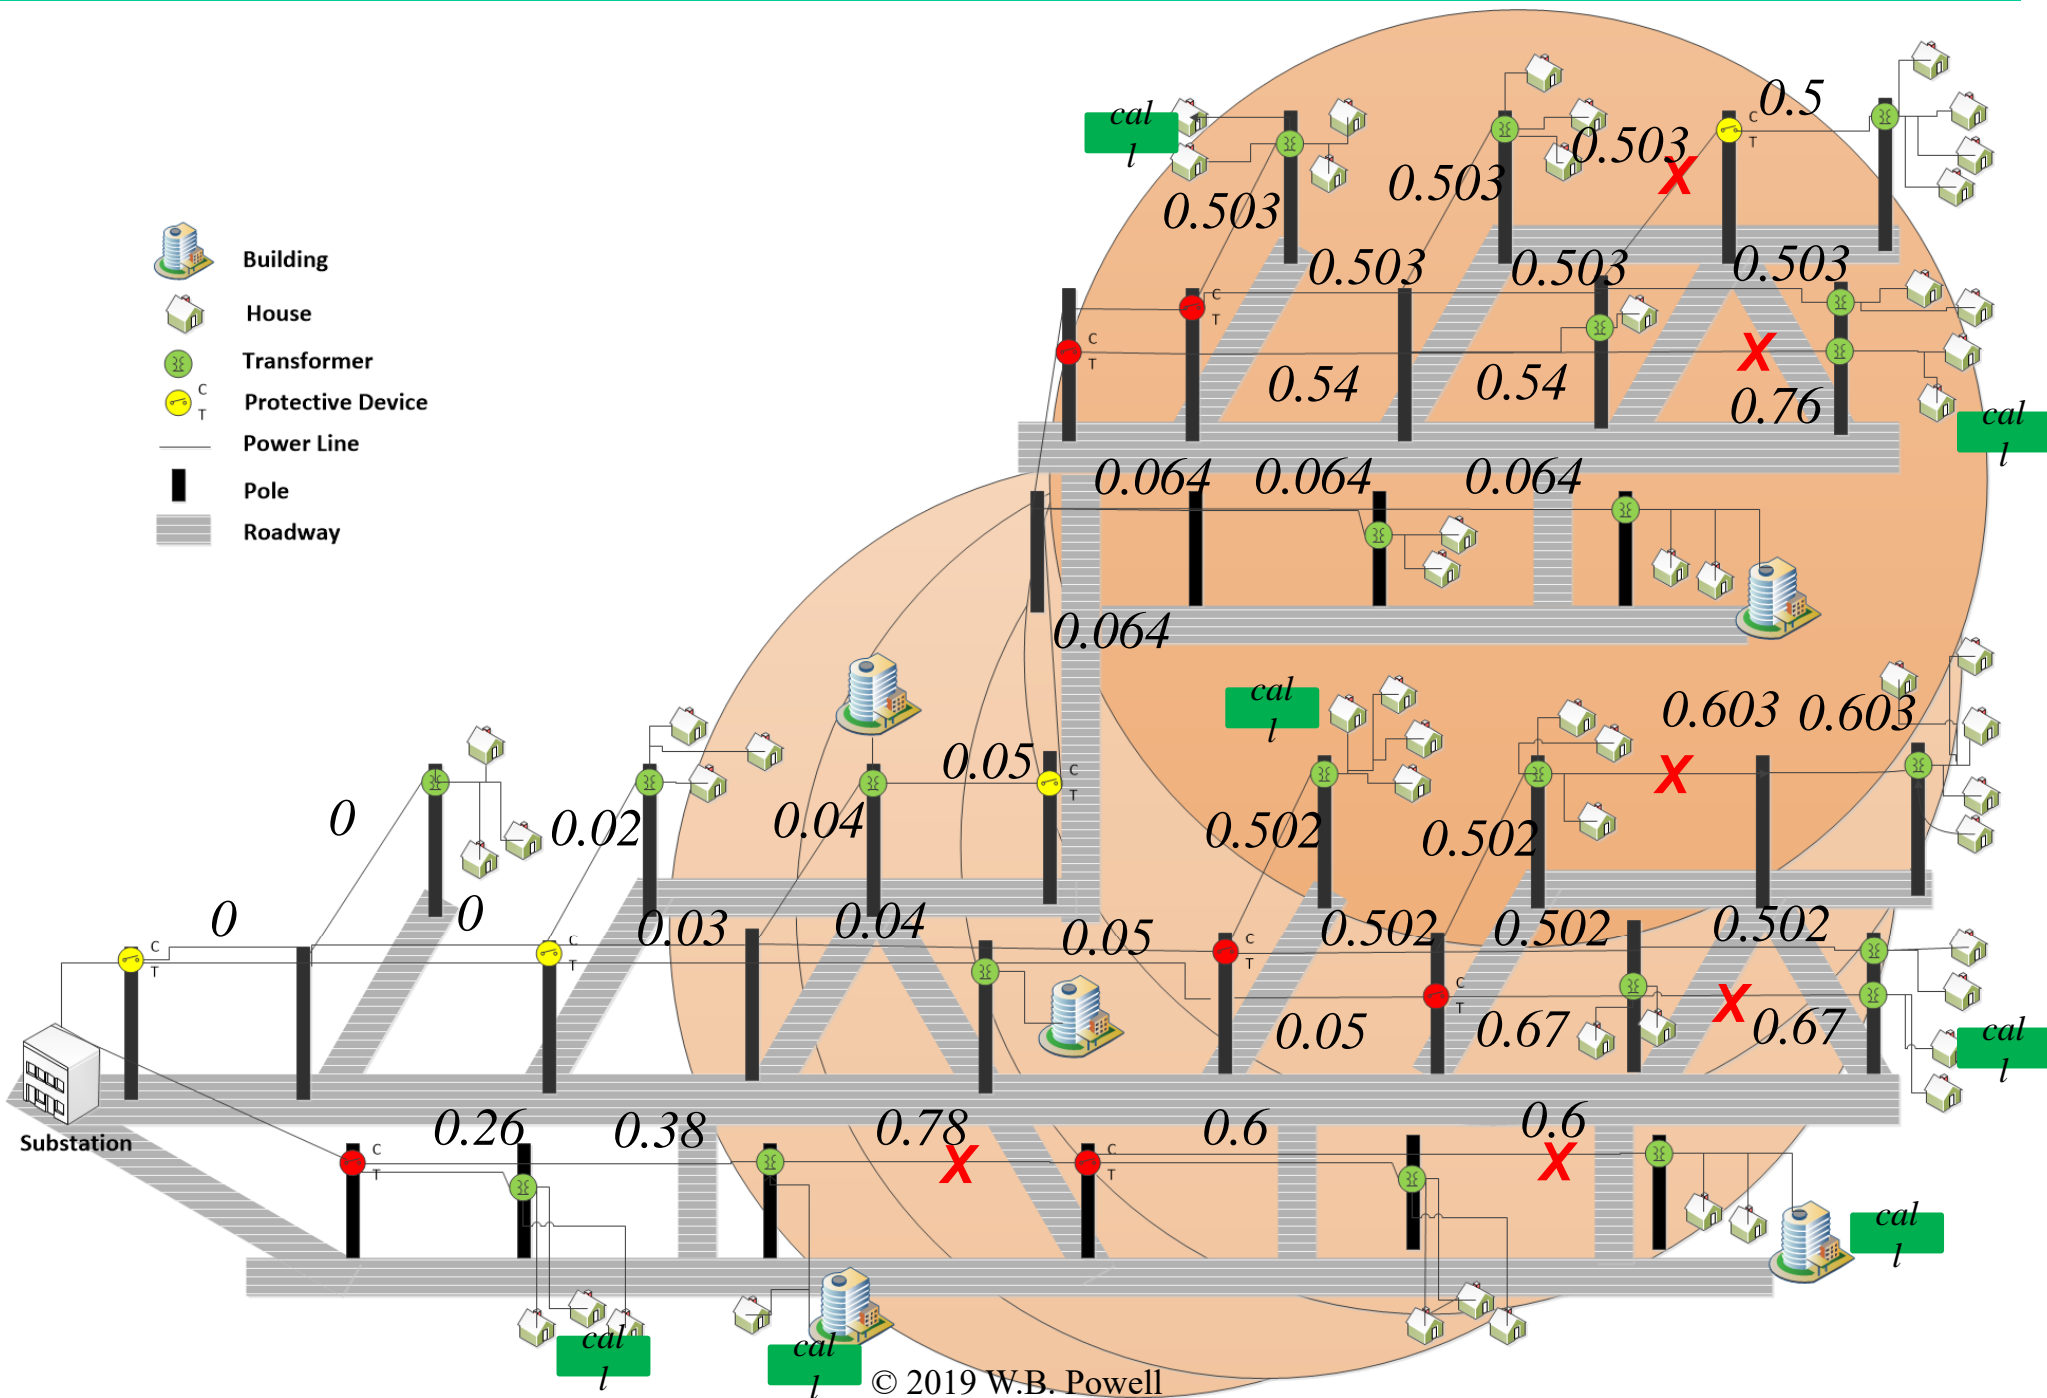 0.5
cal
l
C
T
0.503
0.503
0.503
Building
0.503
0.503
0.503
House
C
T
C
T
Transformer
0.54
0.54
0.76
C
T
Protective Device
cal
l
Power Line
0.064
0.064
0.064
Pole
Roadway
0.064
cal
l
0.603
0.603
0.05
C
T
0
0.02
0.04
0.502
0.502
0
0
0.03
0.04
0.05
0.502
0.502
0.502
C
T
C
T
C
T
C
T
0.05
0.67
0.67
cal
l
Substation
0.26
0.38
0.78
0.6
0.6
C
T
C
T
cal
l
cal
l
cal
l
© 2019 W.B. Powell